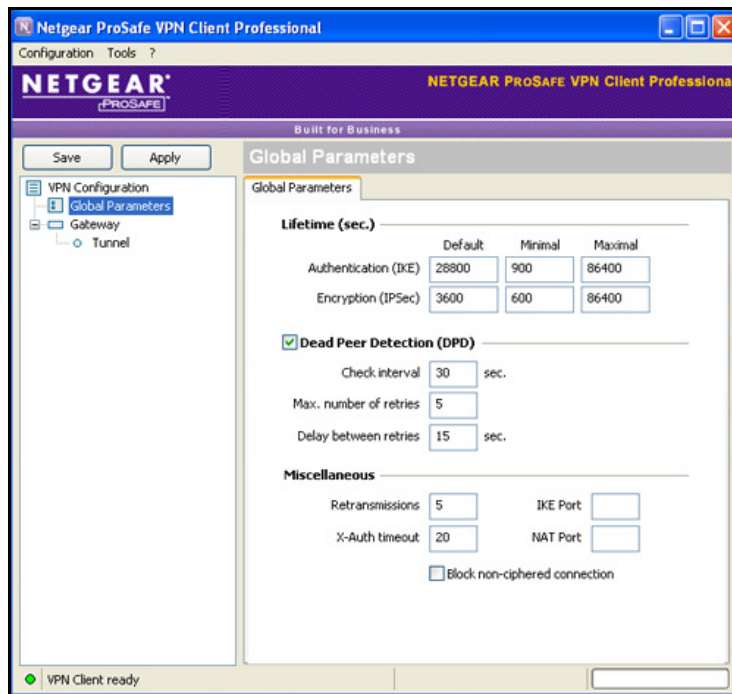 Netgear ProSafe VPN Client Professional
Configuration Tools ?
NETGEAR®
PROSAFE
NETGEAR PROSAFE VPN Client Professiona
Built for Business
Save
Apply
Global Parameters
VPN Configuration
Global Parameters
Gateway
Tunnel
Global Parameters
Lifetime (sec.)
Default Minimal Maximal
Authentication (IKE) 28800 900 86400
Encryption (IPSec) 3600 600 86400
Dead Peer Detection (DPD)
Check interval 30 sec.
Max. number of retries 5
Delay between retries 15 sec.
Miscellaneous
Retransmissions 5 IKE Port
X-Auth timeout 20 NAT Port
Block non-ciphered connection
VPN Client ready